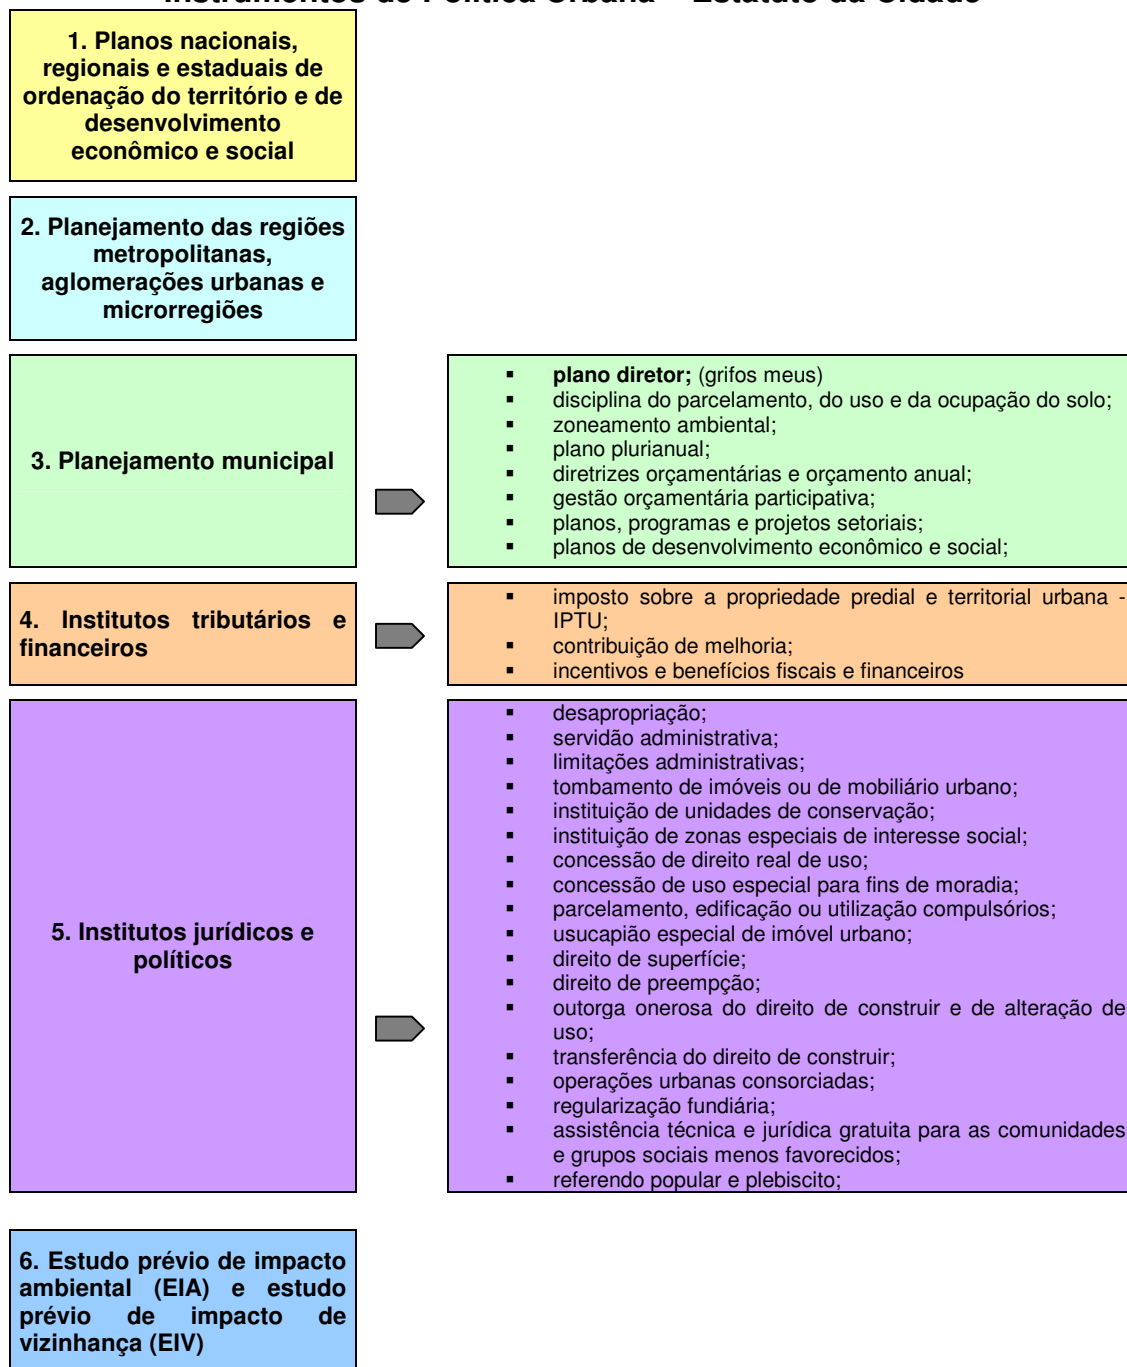 Instrumentos de Política Urbana – Estatuto da Cidade
1. Planos nacionais,
regionais e estaduais de
ordenação do território e de
desenvolvimento
econômico e social
2. Planejamento das regiões
metropolitanas,
aglomerações urbanas e
microrregiões
3. Planejamento municipal
▪ plano diretor; (grifos meus)
▪ disciplina do parcelamento, do uso e da ocupação do solo;
▪ zoneamento ambiental;
▪ plano plurianual;
▪ diretrizes orçamentárias e orçamento anual;
▪ gestão orçamentária participativa;
▪ planos, programas e projetos setoriais;
▪ planos de desenvolvimento econômico e social;
4. Institutos tributários e
financeiros
▪ imposto sobre a propriedade predial e territorial urbana -
IPTU;
▪ contribuição de melhoria;
▪ incentivos e benefícios fiscais e financeiros
5. Institutos jurídicos e
políticos
▪ desapropriação;
▪ servidão administrativa;
▪ limitações administrativas;
▪ tombamento de imóveis ou de mobiliário urbano;
▪ instituição de unidades de conservação;
▪ instituição de zonas especiais de interesse social;
▪ concessão de direito real de uso;
▪ concessão de uso especial para fins de moradia;
▪ parcelamento, edificação ou utilização compulsórios;
▪ usucapião especial de imóvel urbano;
▪ direito de superfície;
▪ direito de preempção;
▪ outorga onerosa do direito de construir e de alteração de
uso;
▪ transferência do direito de construir;
▪ operações urbanas consorciadas;
▪ regularização fundiária;
▪ assistência técnica e jurídica gratuita para as comunidades
e grupos sociais menos favorecidos;
▪ referendo popular e plebiscito;
6. Estudo prévio de impacto
ambiental (EIA) e estudo
prévio de impacto de
vizinhança (EIV)